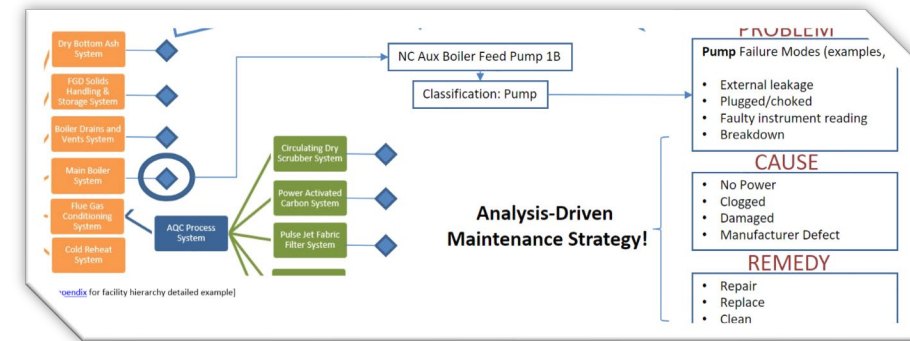 Dry Bottom Ash
System
FGD Solids
Handling &
Storage System
Boiler Drains and
Vents System
Main Boiler
System
Flue Gas
Conditioning
System
Cold Reheat
System
AQC Process
System
Circulating Dry
Scrubber System
Power Activated
Carbon System
Pulse Jet Fabric
Filter System
NC Aux Boiler Feed Pump 1B
Classification: Pump
Analysis-Driven
Maintenance Strategy!
PROBLEM
Pump Failure Modes (examples,
• External leakage
• Plugged/choked
• Faulty instrument reading
• Breakdown
CAUSE
• No Power
• Clogged
• Damaged
• Manufacturer Defect
REMEDY
• Repair
• Replace
• Clean
for facility hierarchy detailed example]